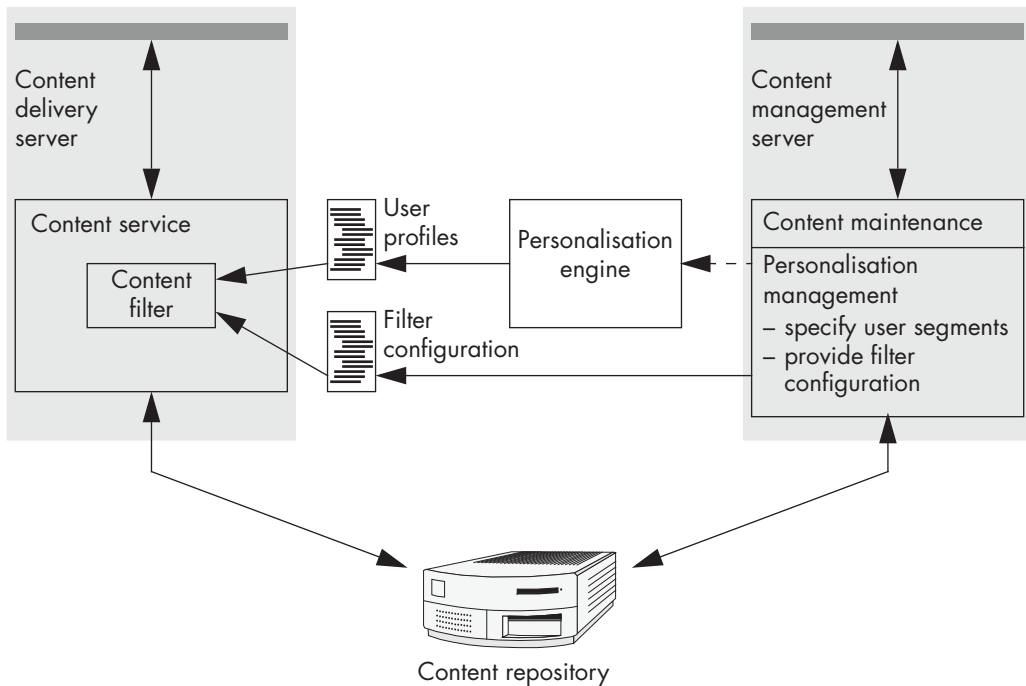 Content
delivery
server
Content service
Content
filter
User
profiles
Filter
configuration
Personalisation
engine
Content
management
server
Content maintenance
Personalisation
management
– specify user segments
– provide filter
configuration
Content repository